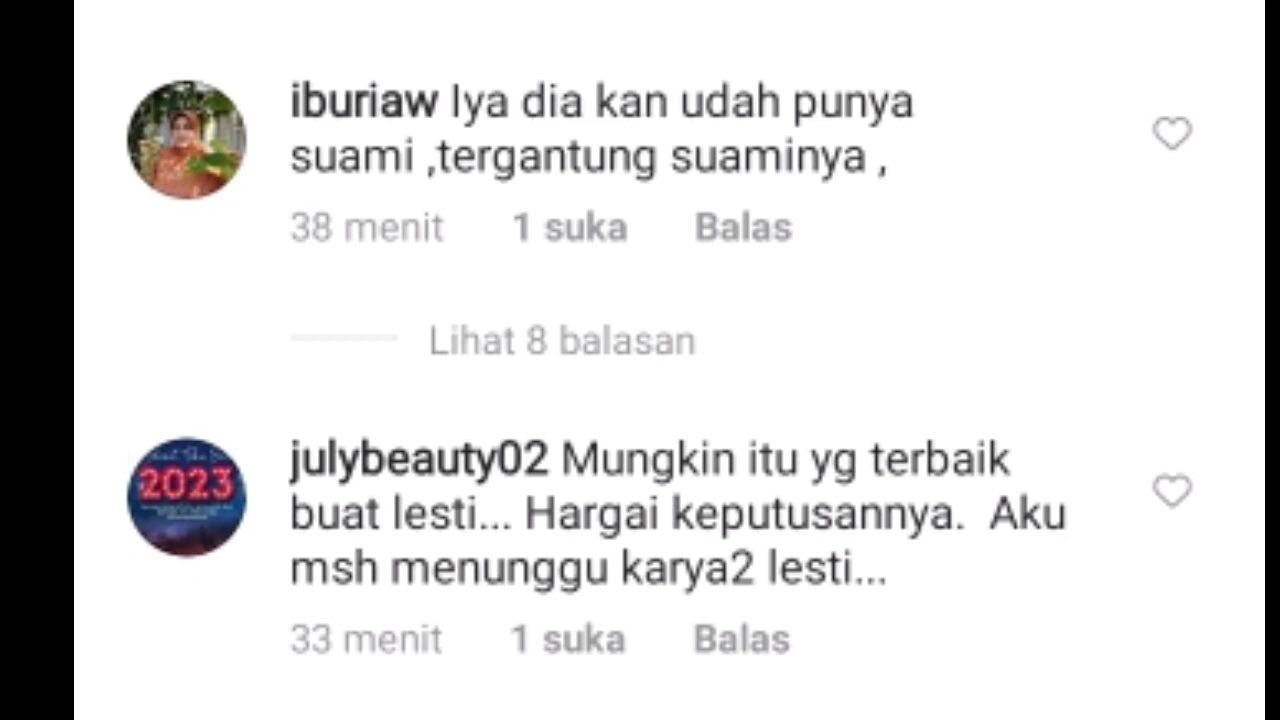 iburiaw Iya dia kan udah punya
suami ,tergantung suaminya ,
38 menit 1 suka Balas
Lihat 8 balasan
2023
julybeauty02 Mungkin itu yg terbaik
buat lesti... Hargai keputusannya. Aku
msh menunggu karya2 lesti...
33 menit 1 suka Balas